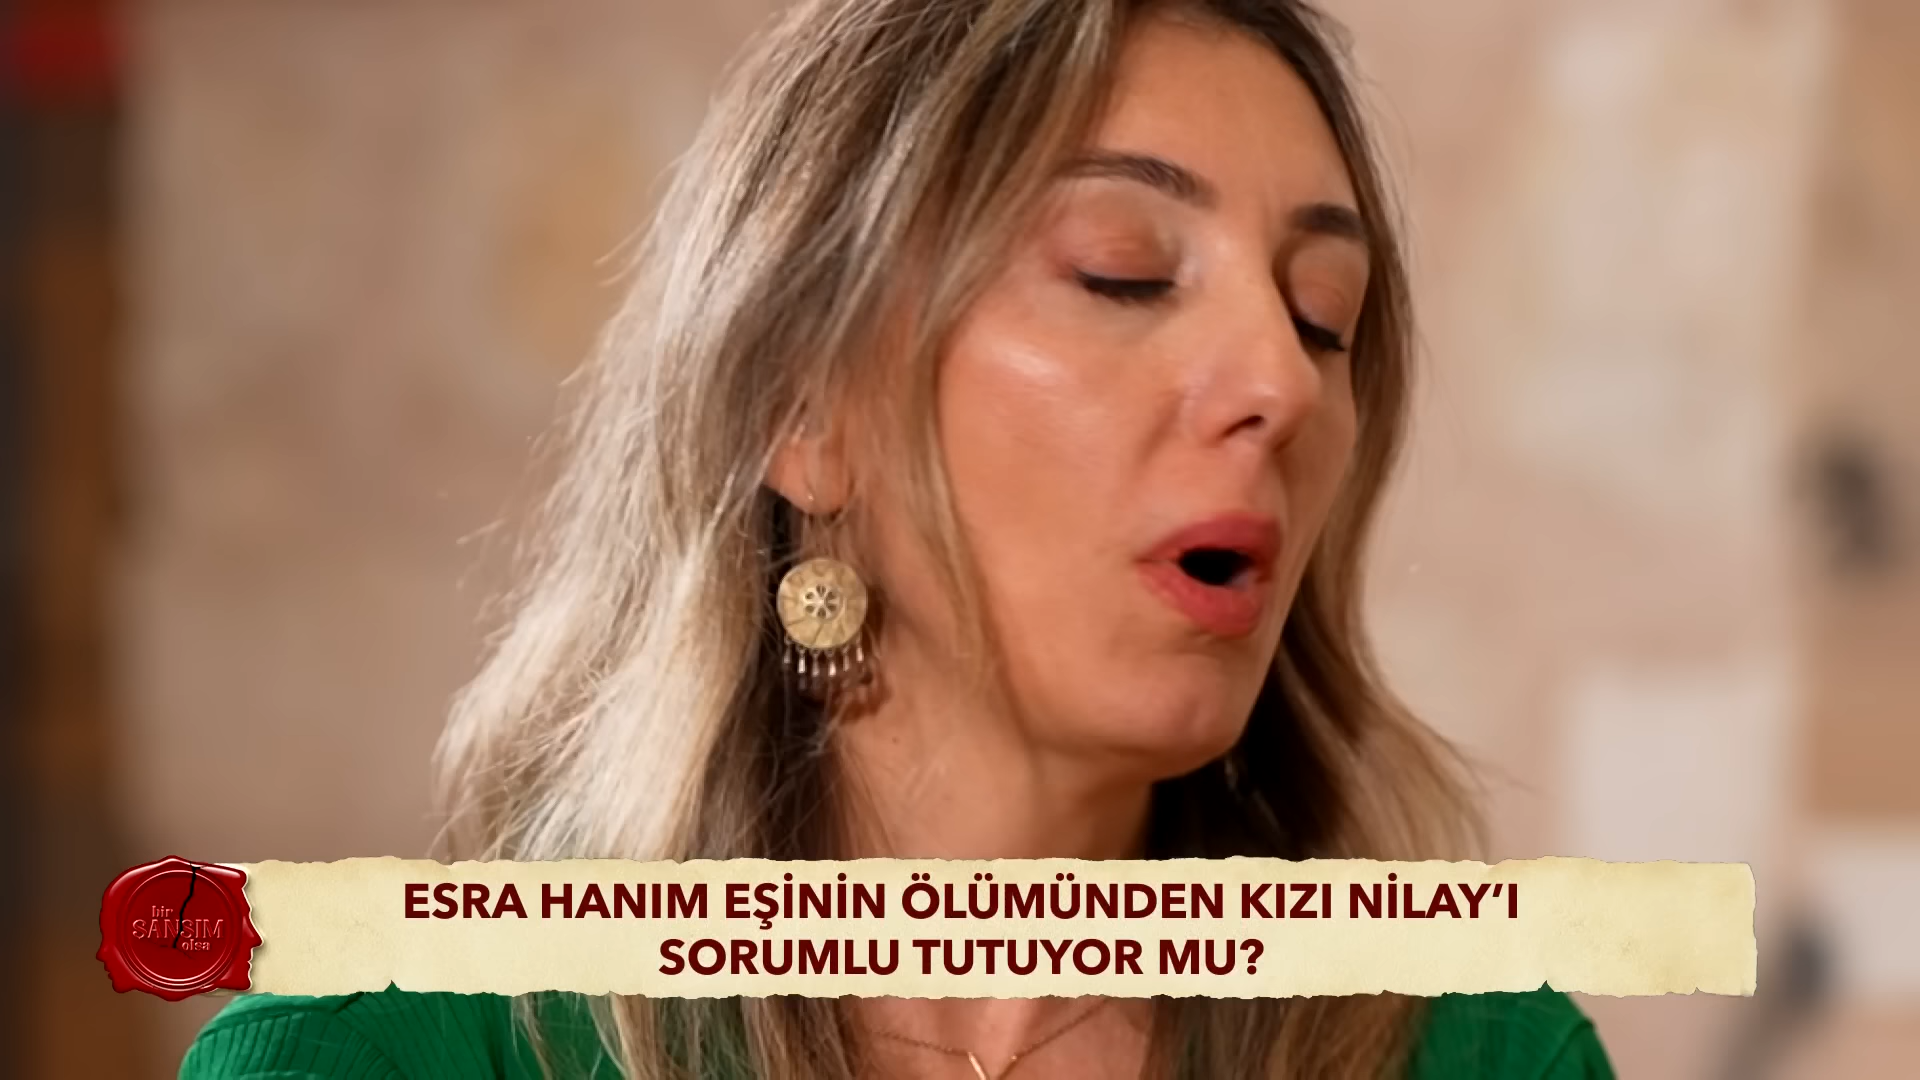 bir
ŞANSIM
olsa
ESRA HANIM EŞİNİN ÖLÜMÜNDEN KIZI NİLAY‘I
SORUMLU TUTUYOR MU?